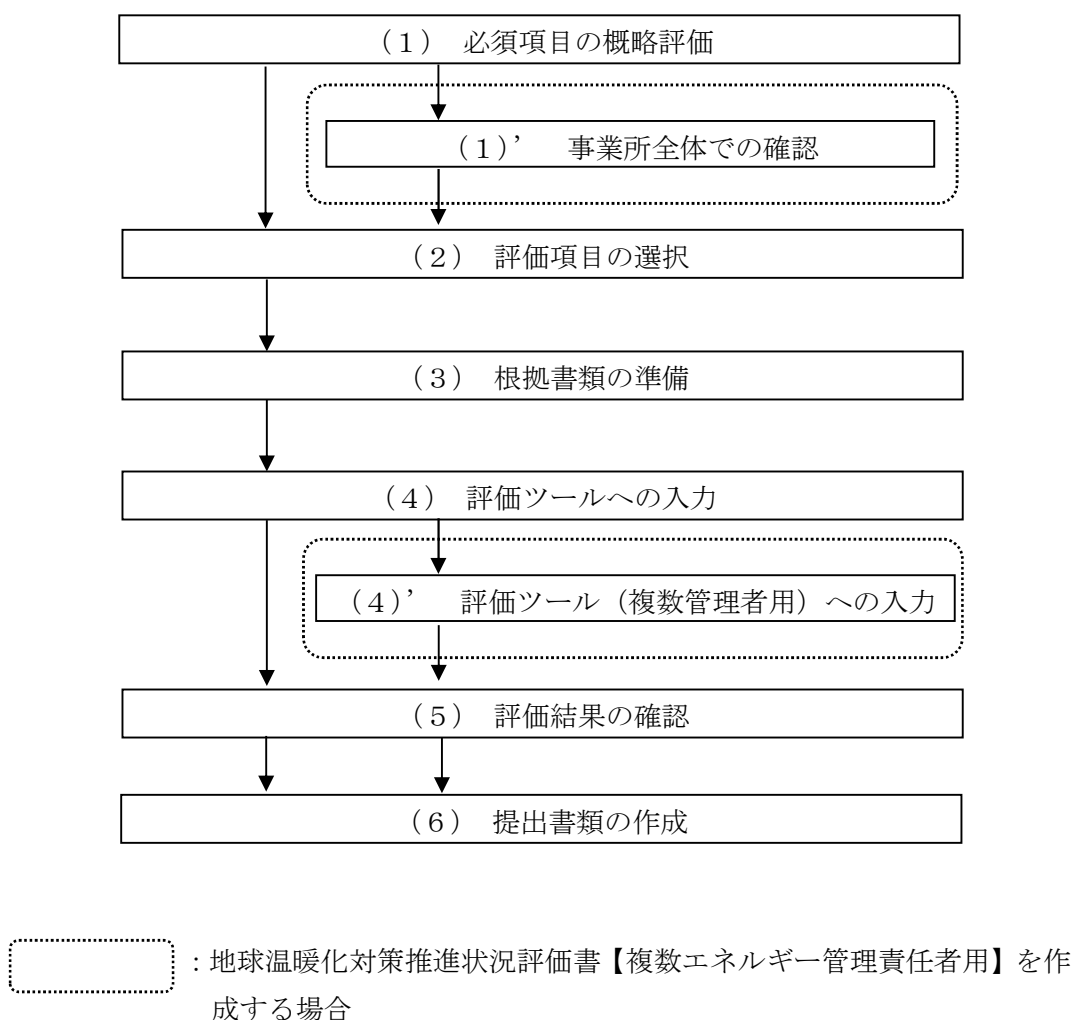 （１） 必須項目の概略評価
（１）’ 事業所全体での確認
（２） 評価項目の選択
（３） 根拠書類の準備
（４） 評価ツールへの入力
（４）’ 評価ツール（複数管理者用）への入力
（５） 評価結果の確認
（６） 提出書類の作成
：地球温暖化対策推進状況評価書【複数エネルギー管理責任者用】を作
成する場合